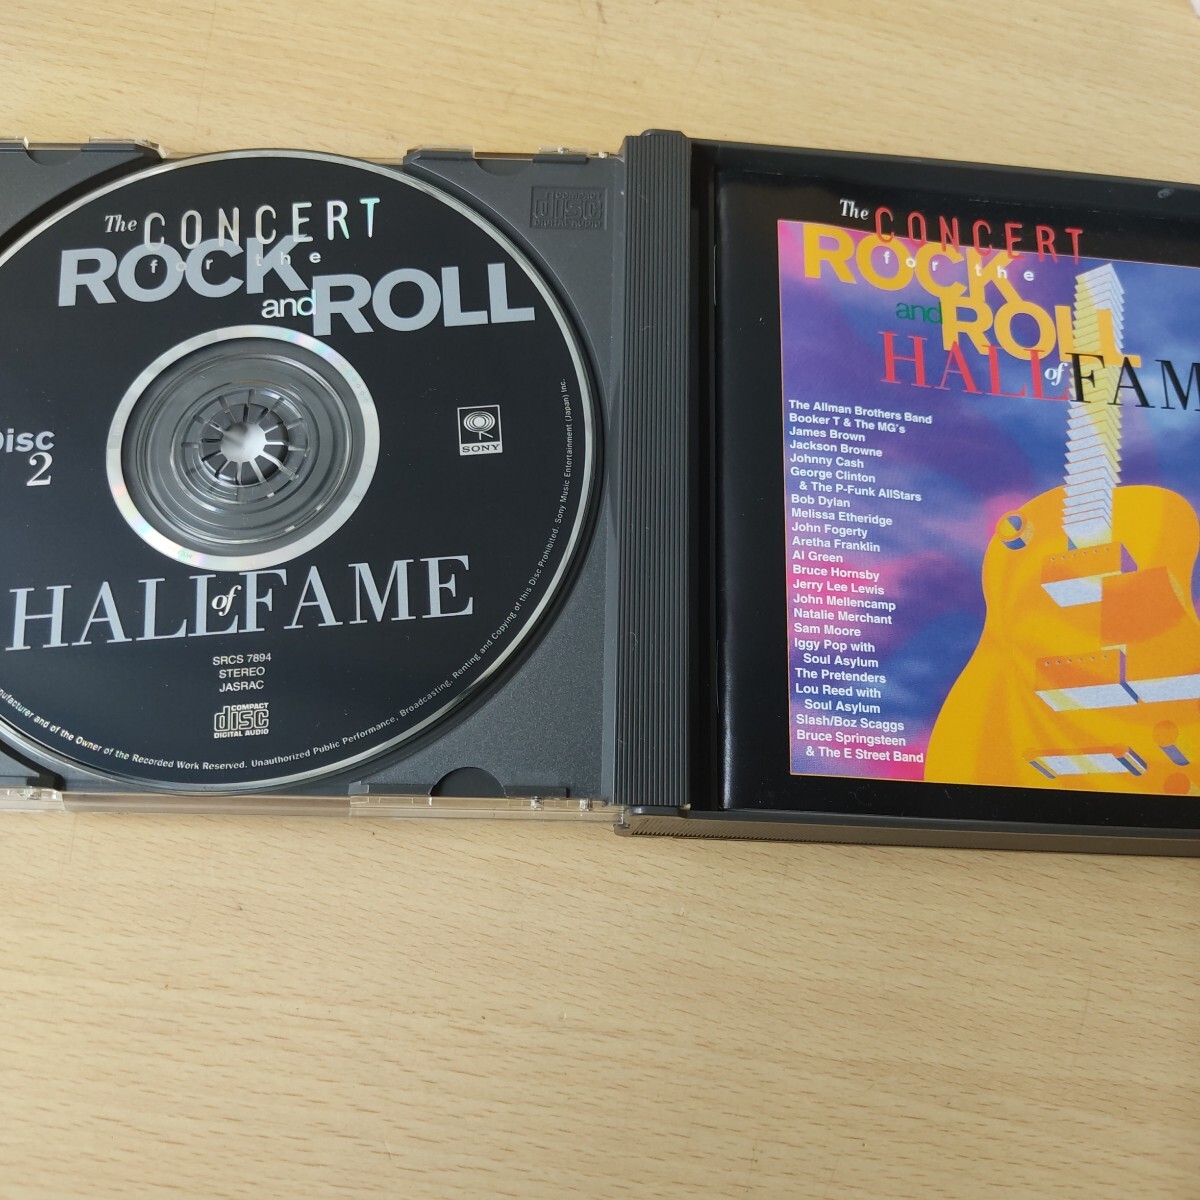 The CONCERT
for the
ROCK
and ROLL
Disc
2
SONY
HALL of FAME
SRCS 7894
STEREO
JASRAC
COMPACT
disc
DIGITAL AUDIO
and of the Owner of the Recorded Work Reserved. Unauthorized Public Performance, Broadcasting, Renting and Copying of this Disc Prohibited. Sony Music Entertainment (Japan) Inc.
COMPACT
disc
DIGITAL AUDIO
The CONCERT
for the
ROCK
and ROLL
HALL of FAM
The Allman Brothers Band
Booker T & The MG's
James Brown
Jackson Browne
Johnny Cash
George Clinton
& The P-Funk AllStars
Bob Dylan
Melissa Etheridge
John Fogerty
Aretha Franklin
Al Green
Bruce Hornsby
Jerry Lee Lewis
John Mellencamp
Natalie Merchant
Sam Moore
Iggy Pop with
Soul Asylum
The Pretenders
Lou Reed with
Soul Asylum
Slash/Boz Scaggs
Bruce Springsteen
& The E Street Band